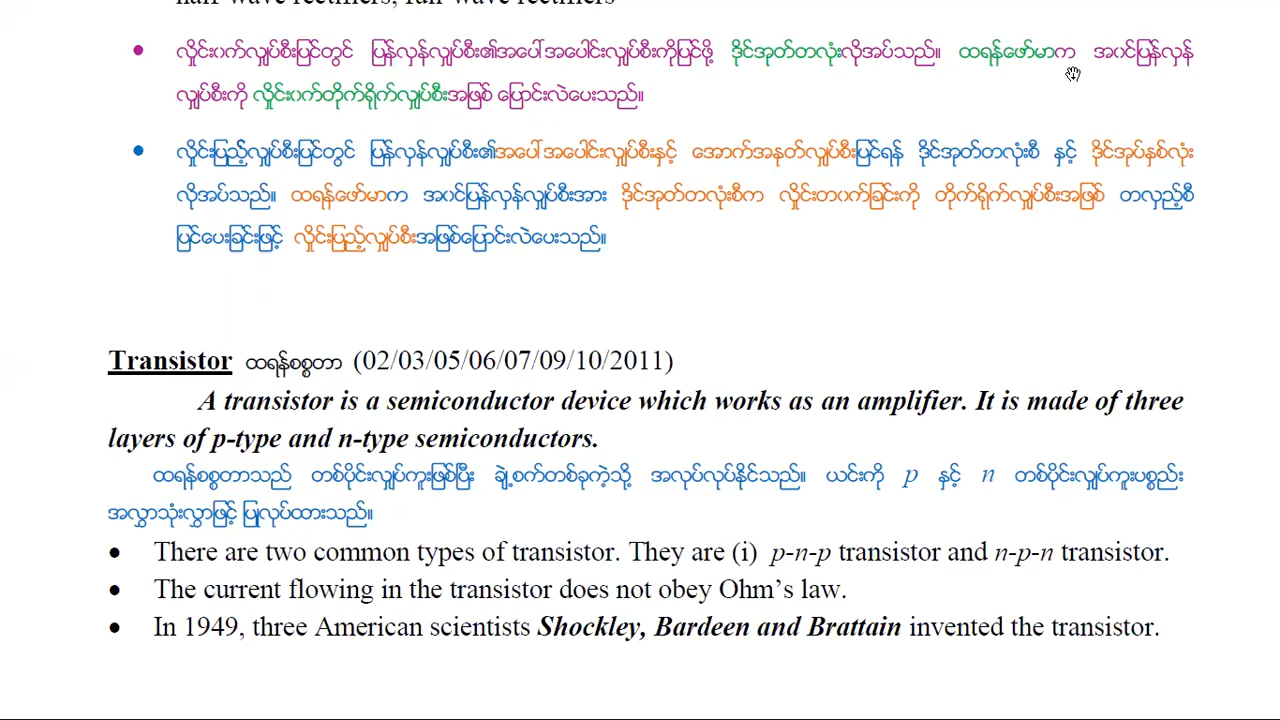 half wave rectifiers, full wave rectifiers
• လှိုင်းဝက်လျှပ်စီးပြင်တွင် ပြန်လှန်လျှပ်စီး၏အပေါ်အပေါင်းလျှပ်စီးကိုပြင်ဖို့ ဒိုင်အုတ်တလုံးလိုအပ်သည်။ ထရန်ဖော်မာက အဝင်ပြန်လှန်
လျှပ်စီးကို လှိုင်းဝက်တိုက်ရိုက်လျှပ်စီးအဖြစ် ပြောင်းလဲပေးသည်။
• လှိုင်းပြည့်လျှပ်စီးပြင်တွင် ပြန်လှန်လျှပ်စီး၏အပေါ်အပေါင်းလျှပ်စီးနှင့် အောက်အနုတ်လျှပ်စီးပြင်ရန် ဒိုင်အုတ်တလုံးစီ နှင့် ဒိုင်အုပ်နှစ်လုံး
လိုအပ်သည်။ ထရန်ဖော်မာက အဝင်ပြန်လှန်လျှပ်စီးအား ဒိုင်အုတ်တလုံးစီက လှိုင်းတဝက်ခြင်းကို တိုက်ရိုက်လျှပ်စီးအဖြစ် တလှည့်စီ
ပြင်ပေးခြင်းဖြင့် လှိုင်းပြည့်လျှပ်စီးအဖြစ်ပြောင်းလဲပေးသည်။
Transistor ထရန်စစ္စတာ (02/03/05/06/07/09/10/2011)
A transistor is a semiconductor device which works as an amplifier. It is made of three
layers of p-type and n-type semiconductors.
ထရန်စစ္စတာသည် တစ်ပိုင်းလျှပ်ကူးဖြစ်ပြီး ချဲ့စက်တစ်ခုကဲ့သို့ အလုပ်လုပ်နိုင်သည်။ ယင်းကို p နှင့် n တစ်ပိုင်းလျှပ်ကူးပစ္စည်း
အလွှာသုံးလွှာဖြင့် ပြုလုပ်ထားသည်။
• There are two common types of transistor. They are (i) p-n-p transistor and n-p-n transistor.
• The current flowing in the transistor does not obey Ohm's law.
• In 1949, three American scientists Shockley, Bardeen and Brattain invented the transistor.